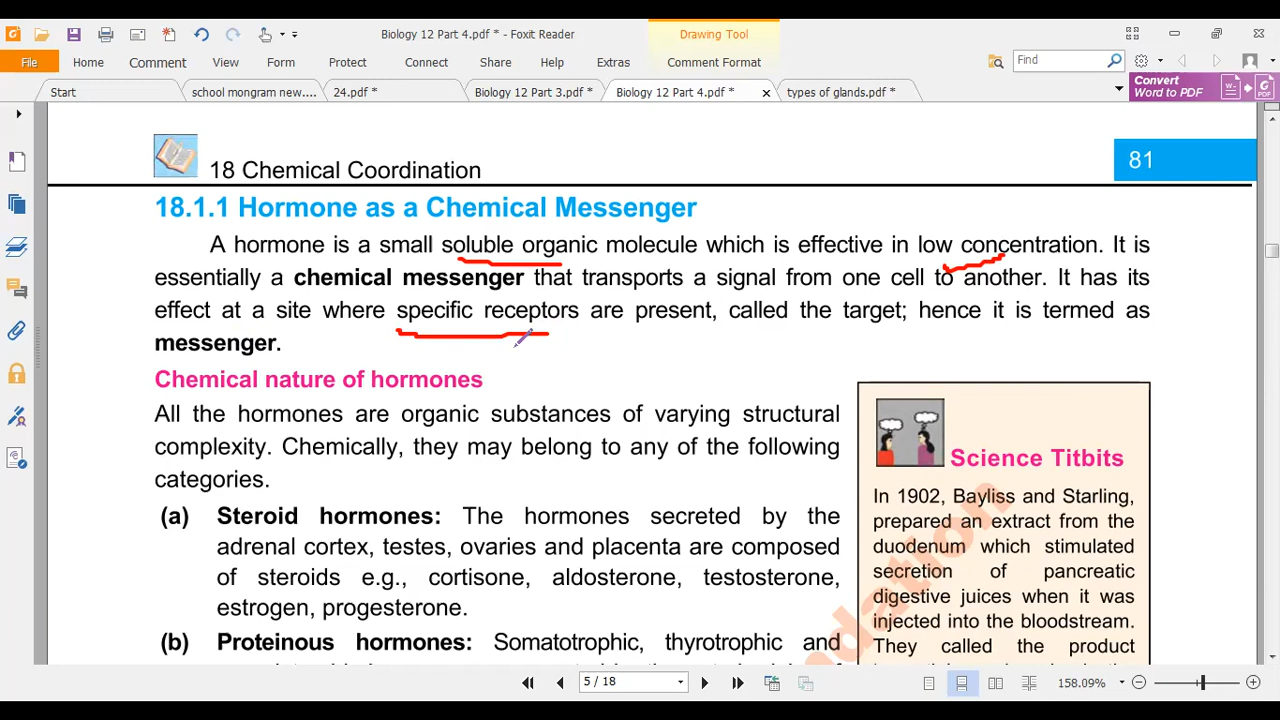 Biology 12 Part 4.pdf * - Foxit Reader
Drawing Tool
File Home Comment View Form Protect Connect Share Help Extras Comment Format Find
Start school mongram new.... 24.pdf * Biology 12 Part 3.pdf * Biology 12 Part 4.pdf * types of glands.pdf *
Convert
Word to PDF
18 Chemical Coordination 81
18.1.1 Hormone as a Chemical Messenger
A hormone is a small soluble organic molecule which is effective in low concentration. It is
essentially a chemical messenger that transports a signal from one cell to another. It has its
effect at a site where specific receptors are present, called the target; hence it is termed as
messenger.
Chemical nature of hormones
All the hormones are organic substances of varying structural
complexity. Chemically, they may belong to any of the following
categories.
(a) Steroid hormones: The hormones secreted by the
adrenal cortex, testes, ovaries and placenta are composed
of steroids e.g., cortisone, aldosterone, testosterone,
estrogen, progesterone.
(b) Proteinous hormones: Somatotrophic, thyrotrophic and
Science Titbits
In 1902, Bayliss and Starling,
prepared an extract from the
duodenum which stimulated
secretion of pancreatic
digestive juices when it was
injected into the bloodstream.
They called the product
ndation
5 / 18
158.09%